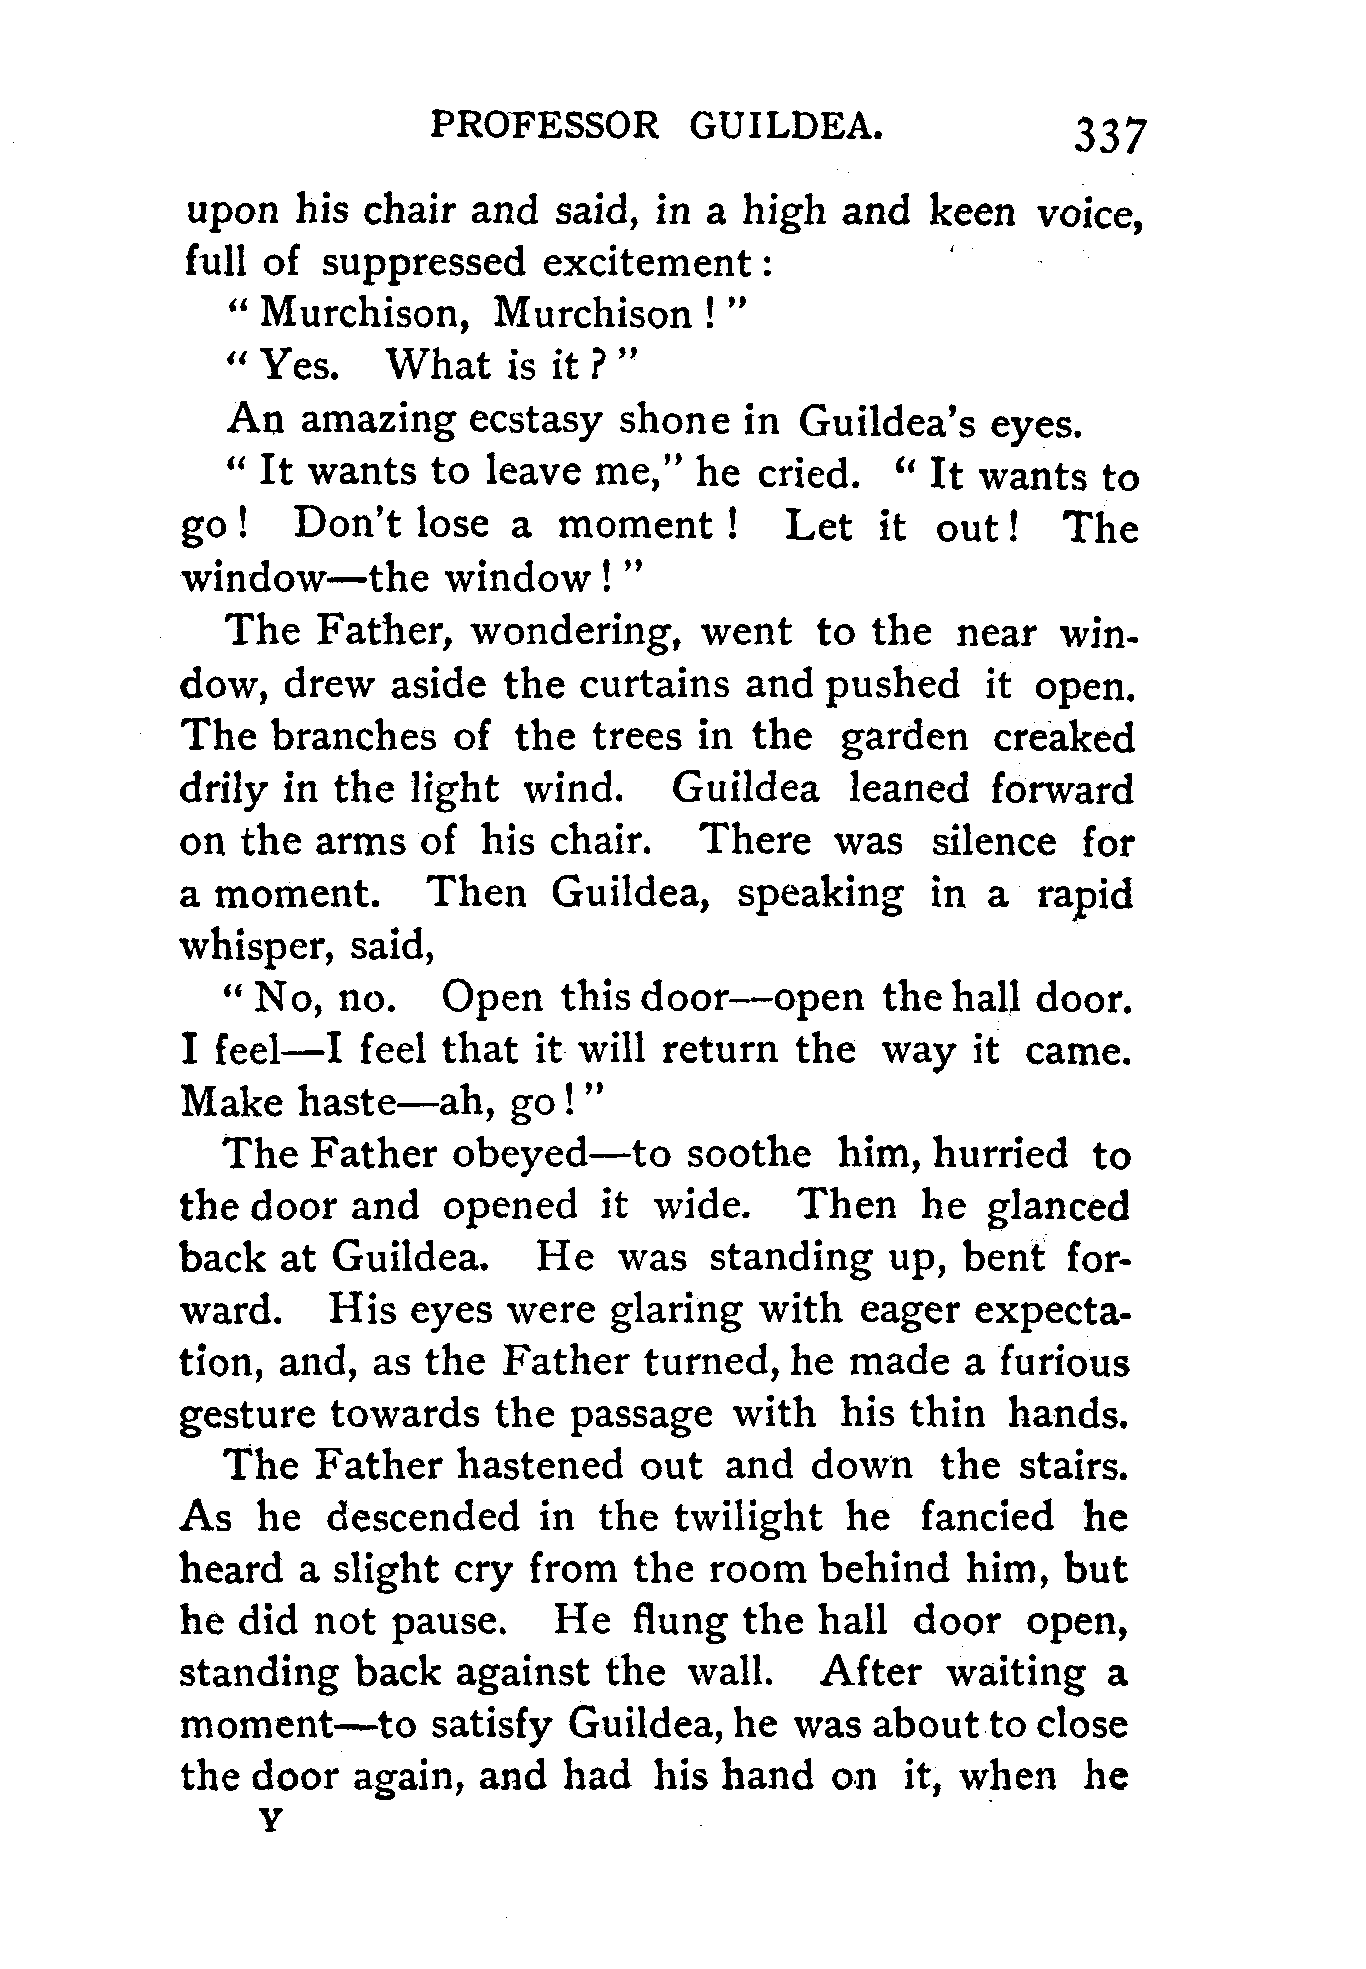 PROFESSOR GUILDEA. 337
upon his chair and said, in a high and keen voice,
full of suppressed excitement :
“ Murchison, Murchison ! ”
“ Yes. What is it ? ”
An amazing ecstasy shone in Guildea’s eyes.
“ It wants to leave me,” he cried. “ It wants to
go ! Don’t lose a moment ! Let it out ! The
window—the window ! ”
The Father, wondering, went to the near win-
dow, drew aside the curtains and pushed it open.
The branches of the trees in the garden creaked
drily in the light wind. Guildea leaned forward
on the arms of his chair. There was silence for
a moment. Then Guildea, speaking in a rapid
whisper, said,
“ No, no. Open this door—open the hall door.
I feel—I feel that it will return the way it came.
Make haste—ah, go ! ”
The Father obeyed—to soothe him, hurried to
the door and opened it wide. Then he glanced
back at Guildea. He was standing up, bent for-
ward. His eyes were glaring with eager expecta-
tion, and, as the Father turned, he made a furious
gesture towards the passage with his thin hands.
The Father hastened out and down the stairs.
As he descended in the twilight he fancied he
heard a slight cry from the room behind him, but
he did not pause. He flung the hall door open,
standing back against the wall. After waiting a
moment—to satisfy Guildea, he was about to close
the door again, and had his hand on it, when he
Y